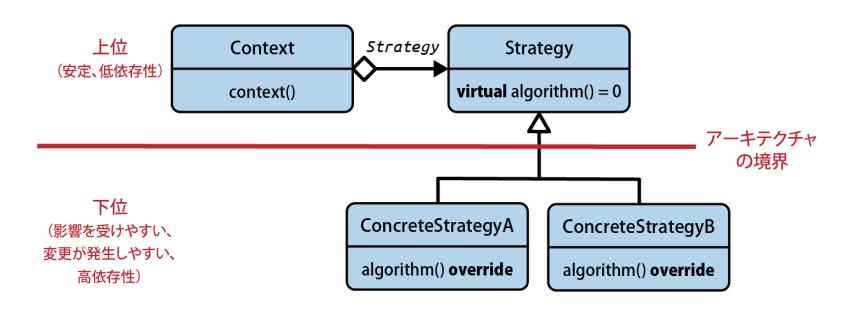 上位
(安定、低依存性)
Context
context()
Strategy
Strategy
virtual algorithm() = 0
アーキテクチャ
の境界
下位
(影響を受けやすい、
変更が発生しやすい、
高依存性)
ConcreteStrategyA
algorithm() override
ConcreteStrategyB
algorithm() override